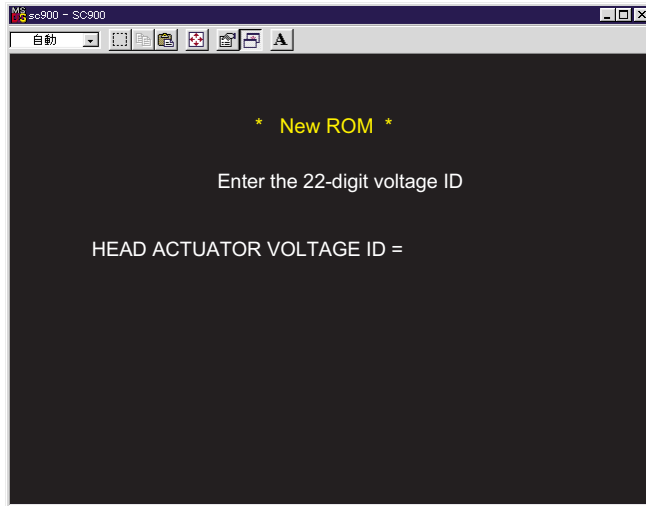 sc900 - SC900
自動
A
* New ROM *
Enter the 22-digit voltage ID
HEAD ACTUATOR VOLTAGE ID =